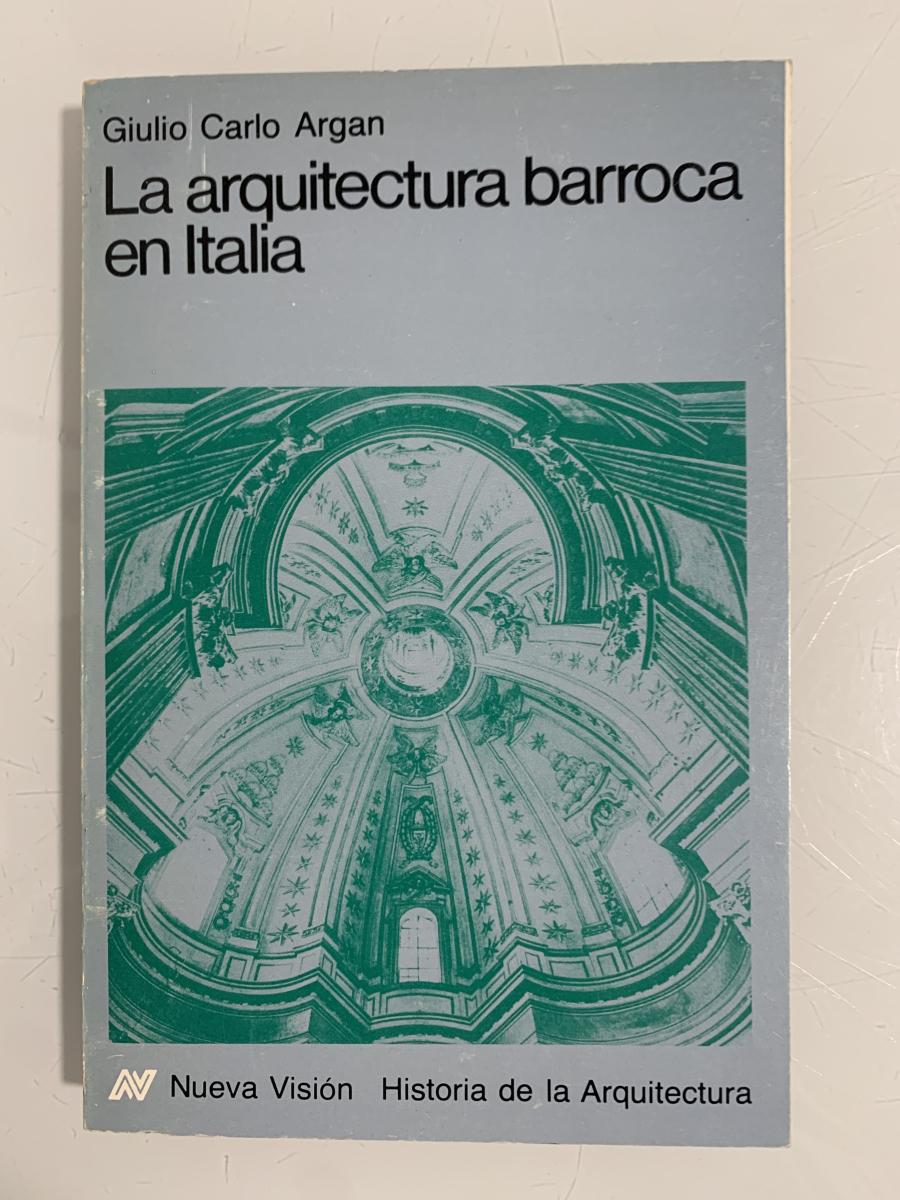 Giulio Carlo Argan
La arquitectura barroca
en Italia
Nueva Visión Historia de la Arquitectura